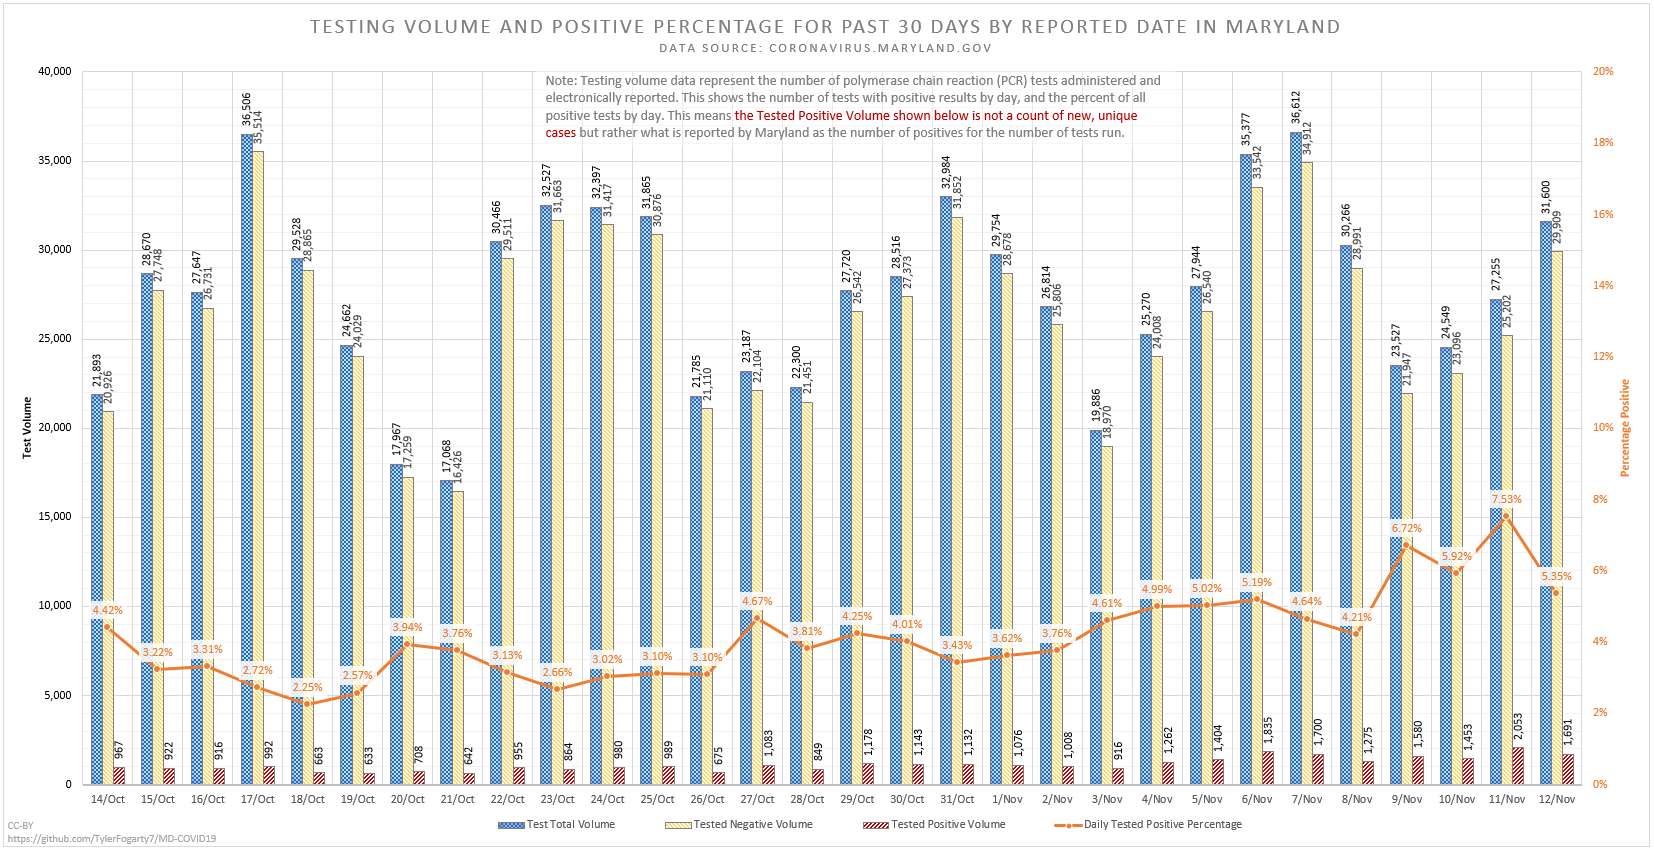 TESTING VOLUME AND POSITIVE PERCENTAGE FOR PAST 30 DAYS BY REPORTED DATE IN MARYLAND
DATA SOURCE: CORONAVIRUS.MARYLAND.GOV
Note: Testing volume data represent the number of polymerase chain reaction (PCR) tests administered and
electronically reported. This shows the number of tests with positive results by day, and the percent of all
positive tests by day. This means the Tested Positive Volume shown below is not a count of new, unique
cases but rather what is reported by Maryland as the number of positives for the number of tests run.
Test Volume
40,000
35,000
30,000
25,000
20,000
15,000
10,000
5,000
0
21,893 28,670 27,647 36,506 29,528 24,662 17,967 17,068 30,466 32,527 32,397 31,865 21,785 23,187 22,300 27,720 28,516 32,984 29,754 26,814 19,886 25,270 27,944 35,377 36,612 30,266 23,527 24,549 27,255 31,600
20,926 27,748 26,731 35,514 28,865 24,029 17,259 16,426 29,511 31,663 31,417 30,876 21,110 22,104 21,451 26,542 27,373 31,852 28,678 25,806 18,970 24,008 26,540 33,542 34,912 28,991 21,947 23,096 25,202 29,909
4.42% 3.22% 3.31% 2.72% 2.25% 2.57% 3.94% 3.76% 3.13% 2.66% 3.02% 3.10% 3.10% 4.67% 3.81% 4.25% 4.01% 3.43% 3.62% 3.76% 4.61% 4.99% 5.02% 5.19% 4.64% 4.21% 6.72% 5.92% 7.53% 5.35%
967 922 916 992 663 633 708 642 955 864 980 989 675 1,083 849 1,178 1,143 1,132 1,076 1,008 916 1,262 1,404 1,835 1,700 1,275 1,580 1,453 2,053 1,691
14/Oct 15/Oct 16/Oct 17/Oct 18/Oct 19/Oct 20/Oct 21/Oct 22/Oct 23/Oct 24/Oct 25/Oct 26/Oct 27/Oct 28/Oct 29/Oct 30/Oct 31/Oct 1/Nov 2/Nov 3/Nov 4/Nov 5/Nov 6/Nov 7/Nov 8/Nov 9/Nov 10/Nov 11/Nov 12/Nov
20%
18%
16%
14%
12%
10%
8%
6%
4%
2%
0%
Percentage Positive
Test Total Volume Tested Negative Volume Tested Positive Volume Daily Tested Positive Percentage
CC-BY
https://github.com/TylerFogarty7/MD-COVID19